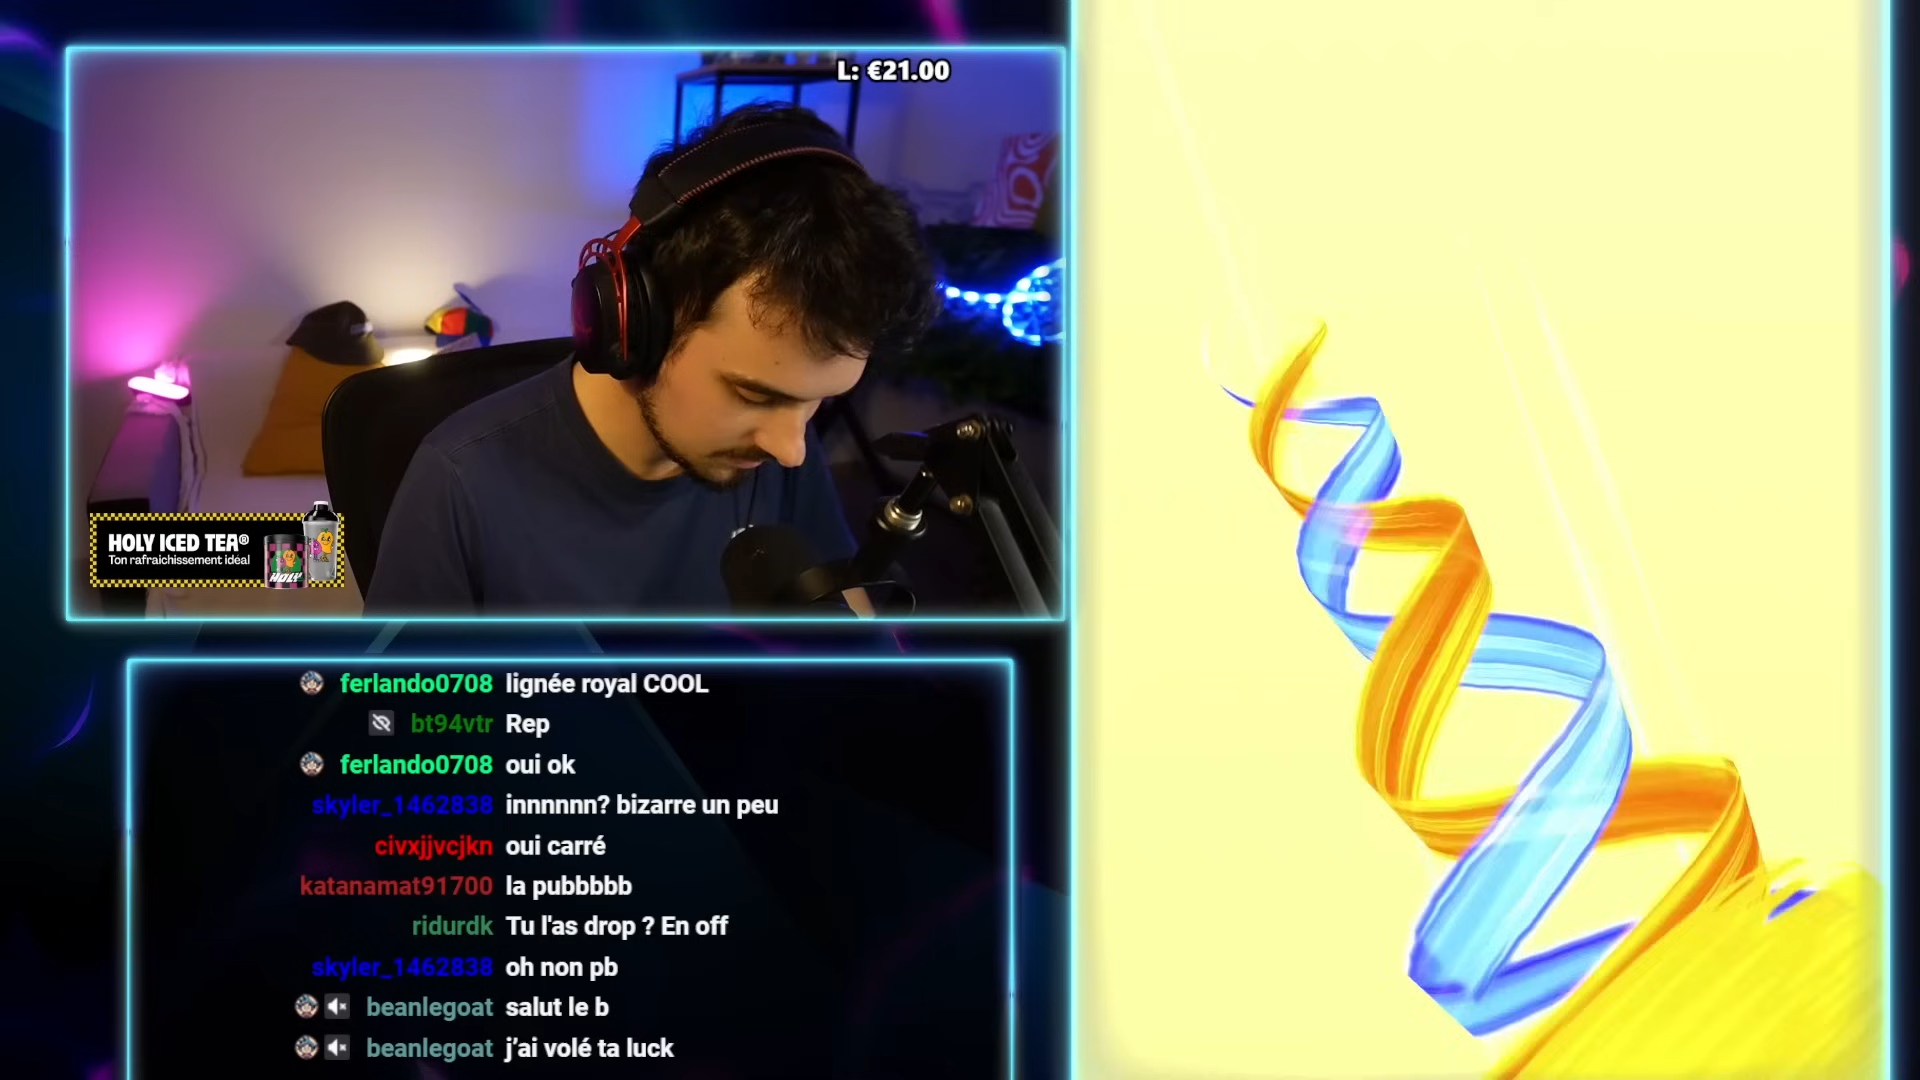 L: €21.00
HOLY ICED TEA®
Ton rafraichissement idéal
HOLY
ferlando0708 lignée royal COOL
bt94vtr Rep
ferlando0708 oui ok
skyler_1462838 innnnnn? bizarre un peu
civxjjvcjkn oui carré
katanamat91700 la pubbbbb
ridurdk Tu l'as drop ? En off
skyler_1462838 oh non pb
beanlegoat salut le b
beanlegoat j’ai volé ta luck